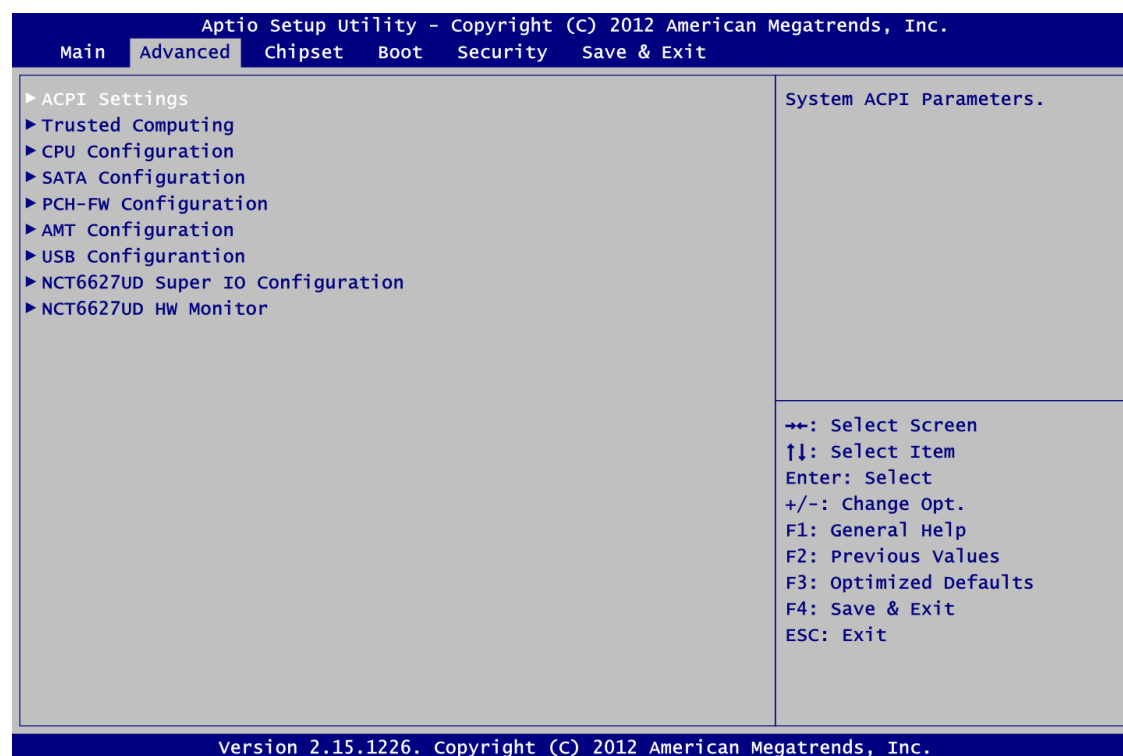 Aptio Setup Utility – Copyright (C) 2012 American Megatrends, Inc.
Main Advanced Chipset Boot Security Save & Exit
▶ ACPI Settings
▶ Trusted Computing
▶ CPU Configuration
▶ SATA Configuration
▶ PCH-FW Configuration
▶ AMT Configuration
▶ USB Configurantion
▶ NCT6627UD Super IO Configuration
▶ NCT6627UD HW Monitor
System ACPI Parameters.
→←: Select Screen
↑↓: Select Item
Enter: Select
+/-: Change Opt.
F1: General Help
F2: Previous Values
F3: Optimized Defaults
F4: Save & Exit
ESC: Exit
Version 2.15.1226. Copyright (C) 2012 American Megatrends, Inc.